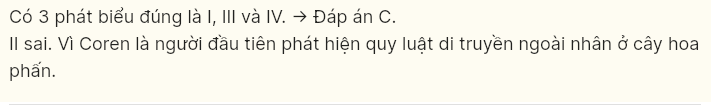 Có 3 phát biểu đúng là I, III và IV. → Đáp án C.
II sai. Vì Coren là người đầu tiên phát hiện quy luật di truyền ngoài nhân ở cây hoa
phấn.